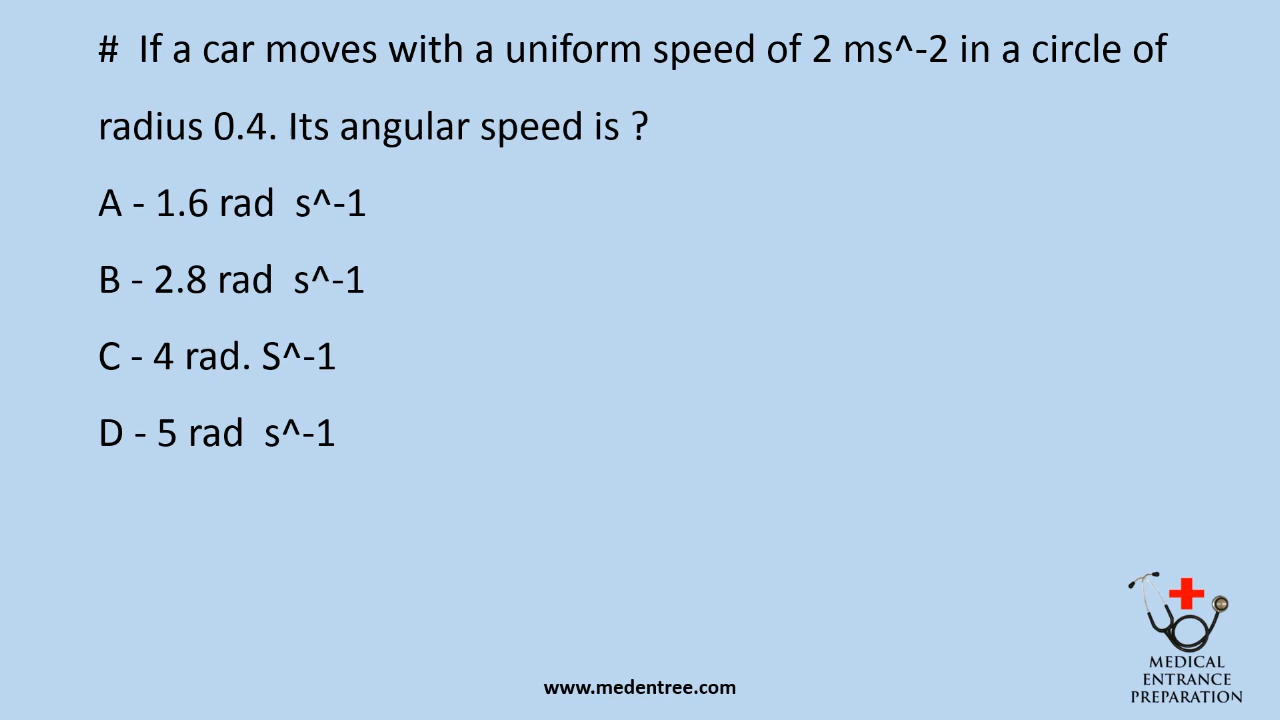 # If a car moves with a uniform speed of 2 ms^-2 in a circle of
radius 0.4. Its angular speed is ?
A - 1.6 rad s^-1
B - 2.8 rad s^-1
C - 4 rad. S^-1
D - 5 rad s^-1
MEDICAL
ENTRANCE
PREPARATION
www.medentree.com